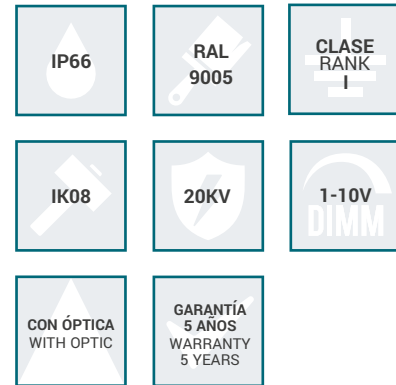 IP66
RAL
9005
CLASE
RANK
I
IK08
20KV
1-10V
DIMM
CON ÓPTICA
WITH OPTIC
GARANTÍA
5 AÑOS
WARRANTY
5 YEARS